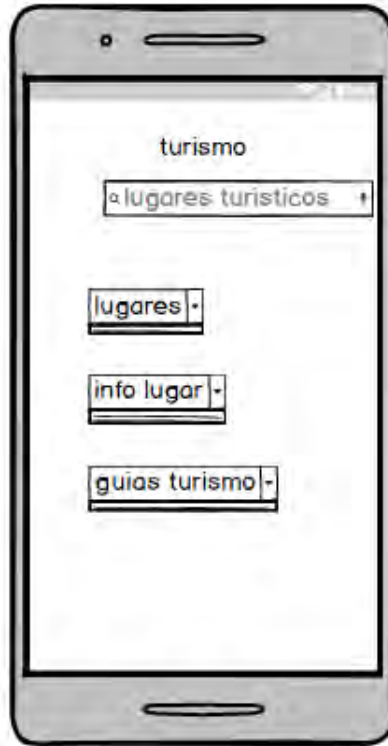 turismo
lugares turisticos
lugares
info lugar
guias turismo